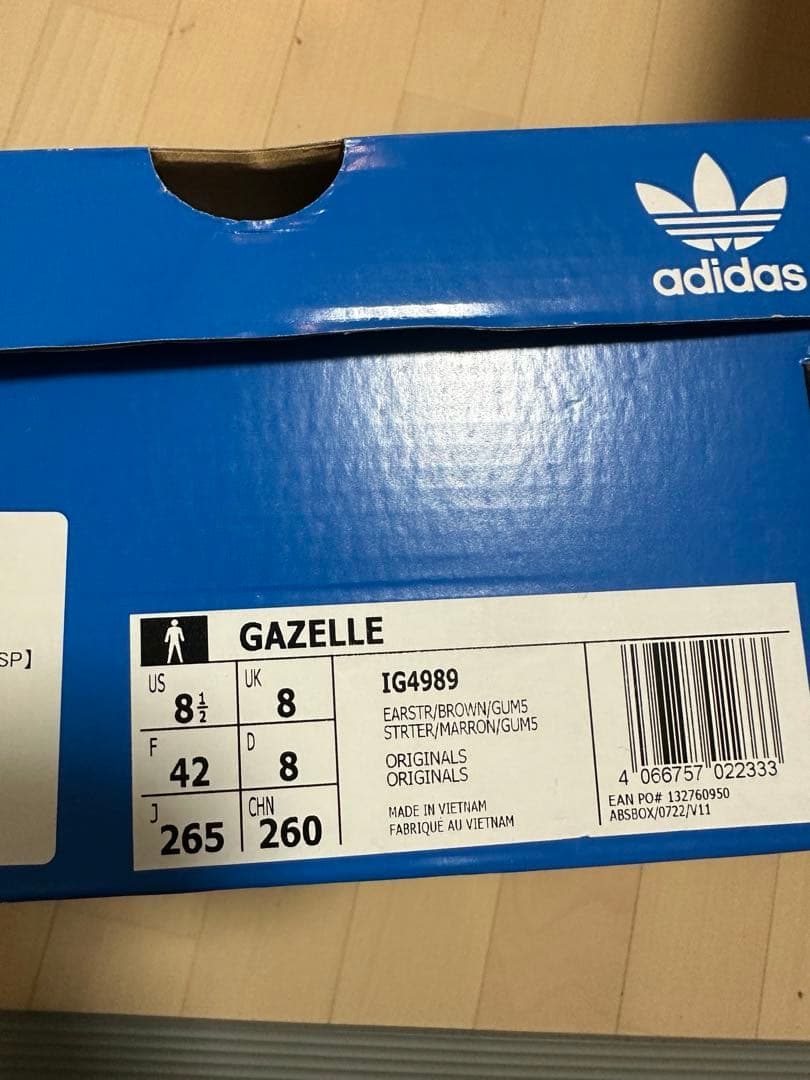 adidas
SP】
GAZELLE
US
8½
UK
8
F
42
D
8
J
265
CHN
260
IG4989
EARSTR/BROWN/GUM5
STRTER/MARRON/GUM5
ORIGINALS
ORIGINALS
MADE IN VIETNAM
FABRIQUÉ AU VIETNAM
4 066757 022333
EAN PO# 132760950
ABSBOX/0722/V11